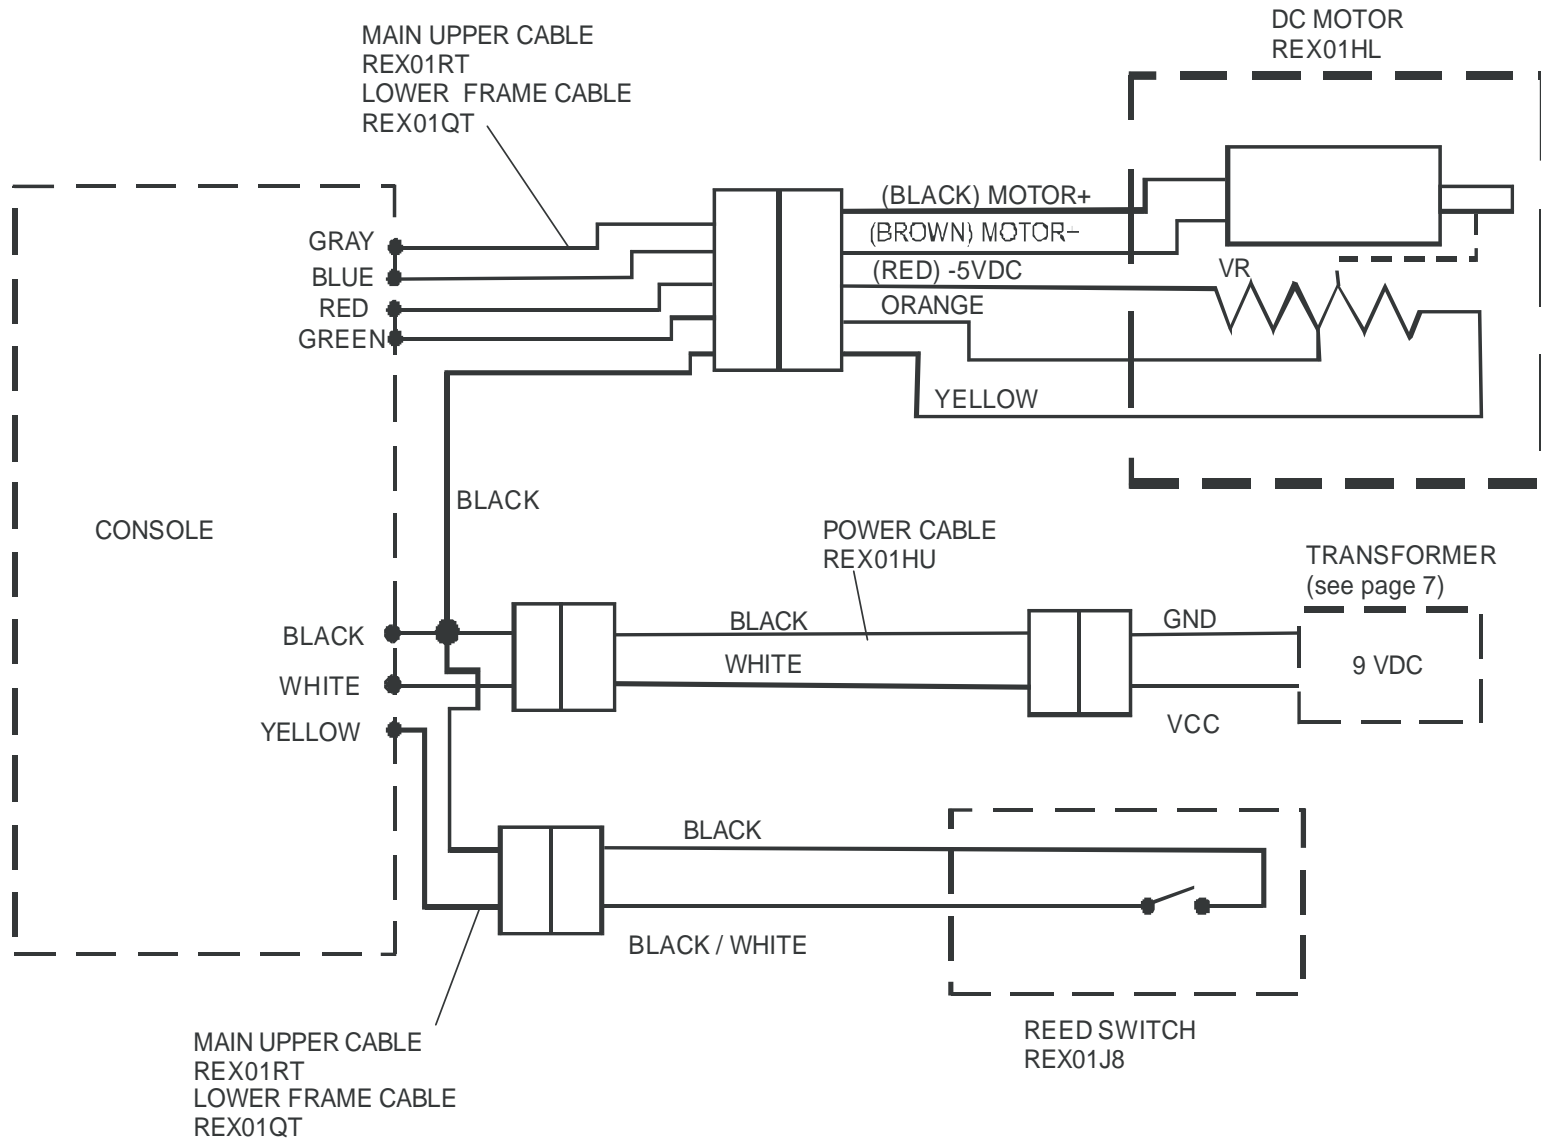 DC MOTOR
REX01HL
MAIN UPPER CABLE
REX01RT
LOWER FRAME CABLE
REX01QT
(BLACK) MOTOR+
(BROWN) MOTOR-
(RED) -5VDC
VR
ORANGE
YELLOW
GRAY
BLUE
RED
GREEN
BLACK
CONSOLE
POWER CABLE
REX01HU
TRANSFORMER
(see page 7)
BLACK
WHITE
YELLOW
BLACK
WHITE
GND
9 VDC
VCC
BLACK
BLACK / WHITE
REED SWITCH
REX01J8
MAIN UPPER CABLE
REX01RT
LOWER FRAME CABLE
REX01QT